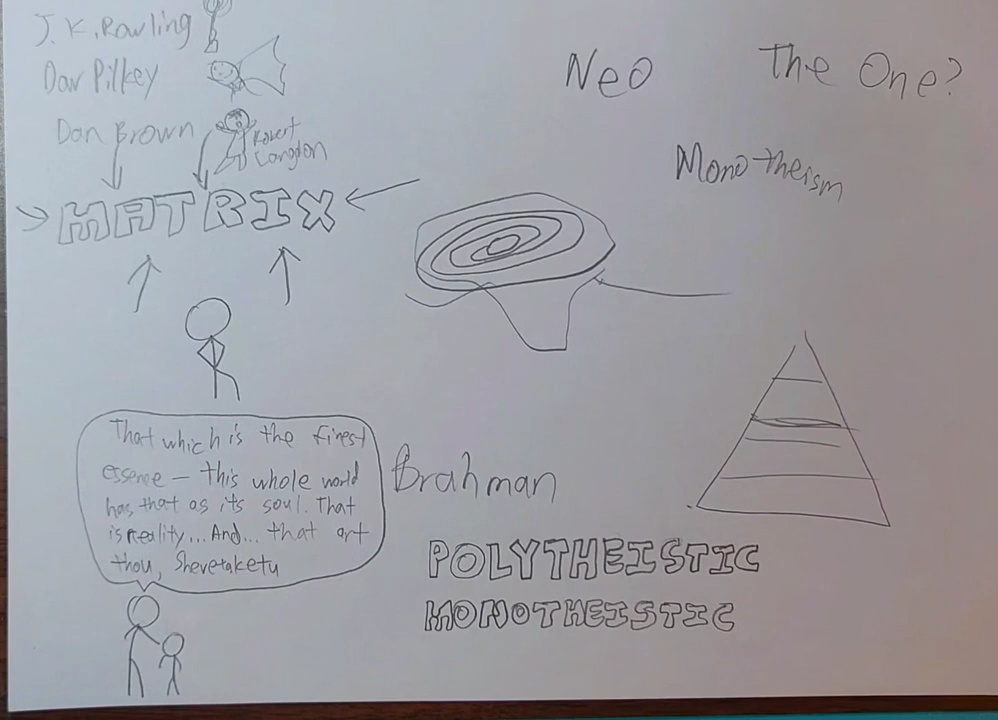 J.K. Rowling
Dav Pilkey
Dan Brown
Robert
Langdon
MATRIX
Neo
The One?
Monotheism
That which is the finest
essence — this whole world
has that as its soul. That
is reality... And... that art
thou, Shevetaketu
Brahman
POLYTHEISTIC
MONOTHEISTIC